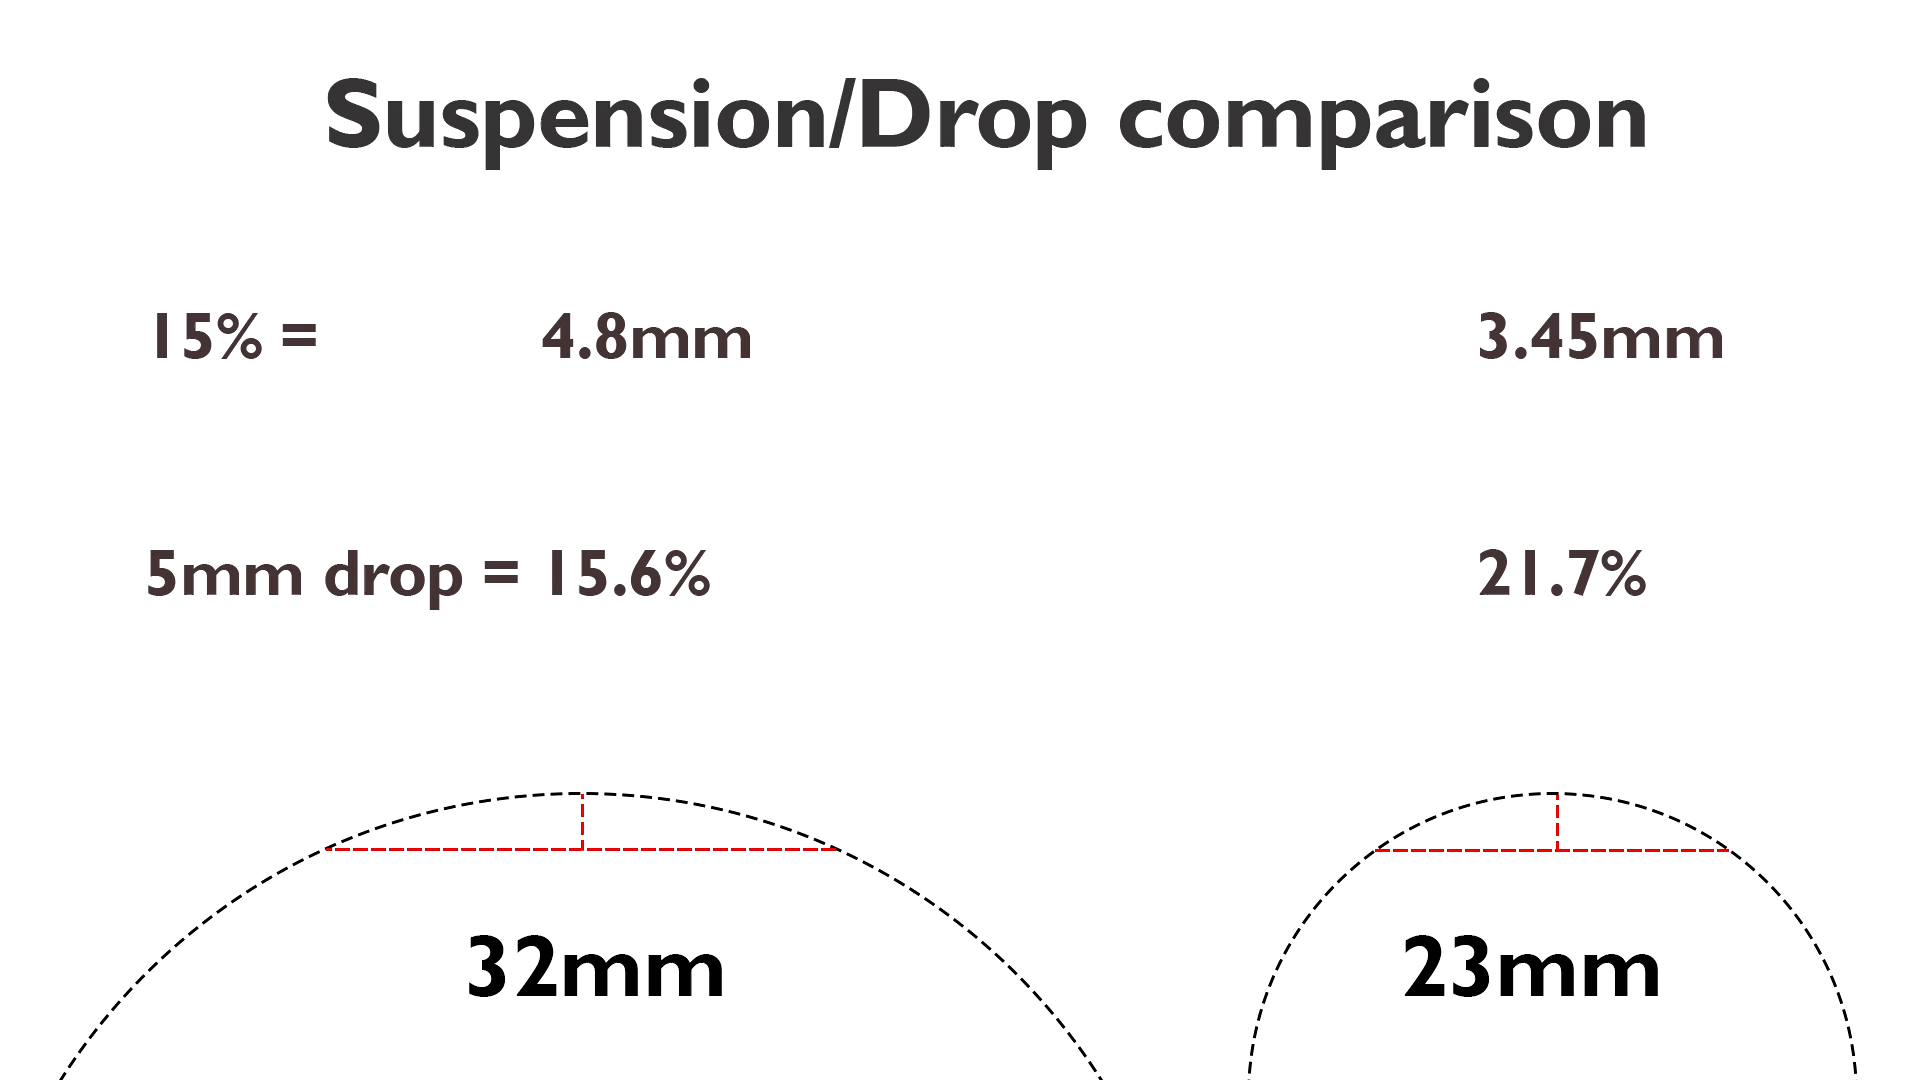 Suspension/Drop comparison
15% = 4.8mm 3.45mm
5mm drop = 15.6% 21.7%
32mm 23mm